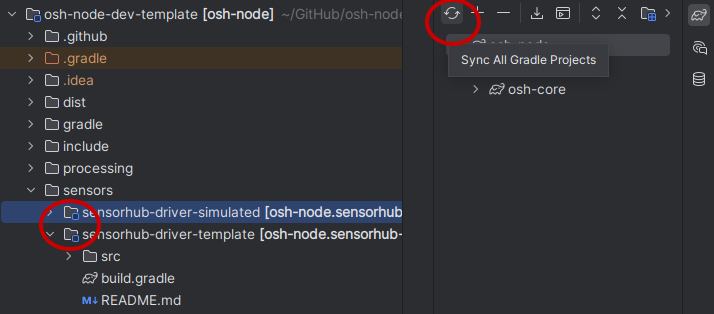 osh-node-dev-template [osh-node] ~/GitHub/osh-node
.github
.gradle
.idea
dist
gradle
include
processing
sensors
sensorhub-driver-simulated [osh-node.sensorhub
sensorhub-driver-template [osh-node.sensorhub-
src
build.gradle
M↓ README.md
Sync All Gradle Projects
osh-core